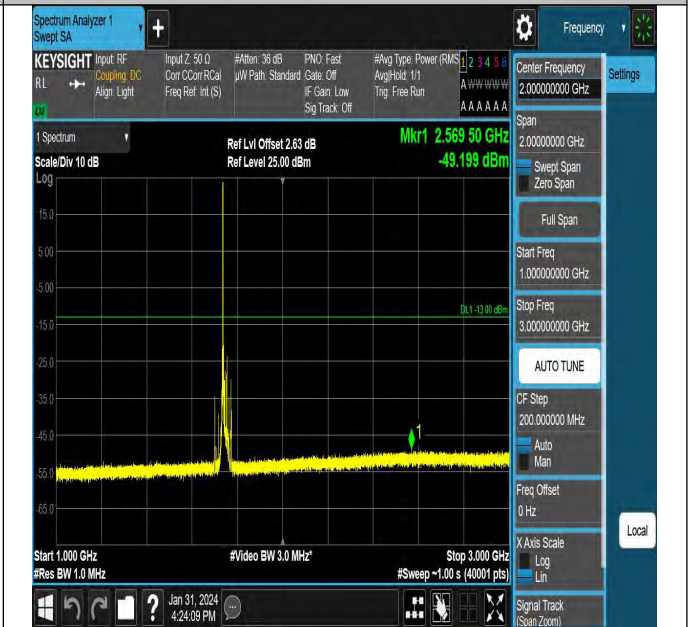 Spectrum Analyzer 1
Swept SA
+
Frequency
KEYSIGHT
RL
Input: RF
Coupling: DC
Align: Light
Input Z: 50 Ω
Corr CCorr RCal
Freq Ref: Int (S)
#Atten: 36 dB
µW Path: Standard
PNO: Fast
Gate: Off
IF Gain: Low
Sig Track: Off
#Avg Type: Power (RMS
Avg|Hold: 1/1
Trig: Free Run
1 2 3 4 5 6
A W W W W W
A A A A A A
1 Spectrum
Scale/Div 10 dB
Log
Ref Lvl Offset 2.63 dB
Ref Level 25.00 dBm
Mkr1 2.569 50 GHz
-49.199 dBm
15.0
5.00
-5.00
-15.0
-25.0
-35.0
-45.0
-55.0
-65.0
DL1 -13.00 dBm
1
Start 1.000 GHz
#Res BW 1.0 MHz
#Video BW 3.0 MHz*
Stop 3.000 GHz
#Sweep ~1.00 s (40001 pts)
Center Frequency
2.000000000 GHz
Settings
Span
2.00000000 GHz
Swept Span
Zero Span
Full Span
Start Freq
1.000000000 GHz
Stop Freq
3.000000000 GHz
AUTO TUNE
CF Step
200.000000 MHz
Auto
Man
Freq Offset
0 Hz
X Axis Scale
Log
Lin
Local
Signal Track
(Span Zoom)
?
Jan 31, 2024
4:24:09 PM